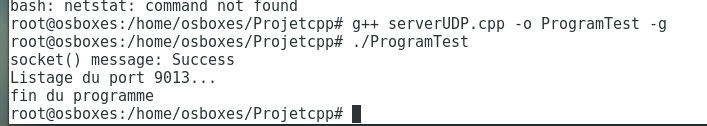 bash: netstat: command not found
root@osboxes:/home/osboxes/Projetcpp# g++ serverUDP.cpp -o ProgramTest -g
root@osboxes:/home/osboxes/Projetcpp# ./ProgramTest
socket() message: Success
Listage du port 9013...
fin du programme
root@osboxes:/home/osboxes/Projetcpp#